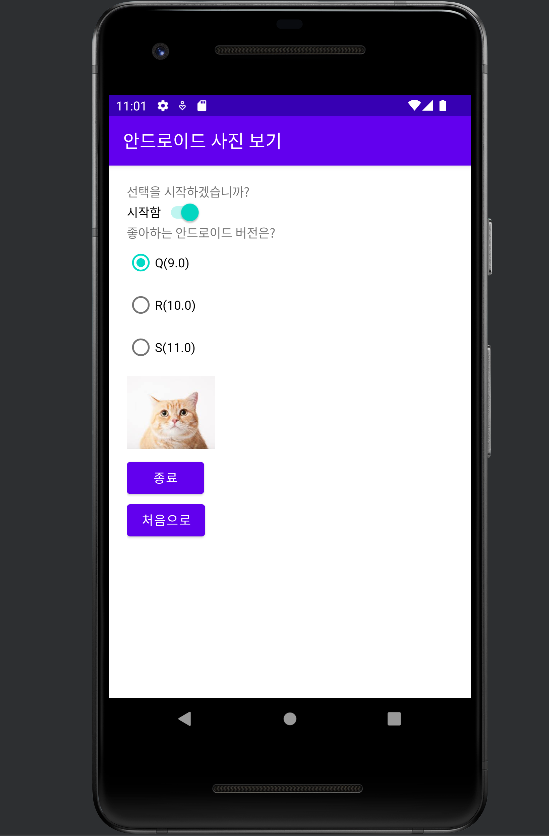 11:01
안드로이드 사진 보기
선택을 시작하겠습니까?
시작함
좋아하는 안드로이드 버전은?
Q(9.0)
R(10.0)
S(11.0)
종료
처음으로